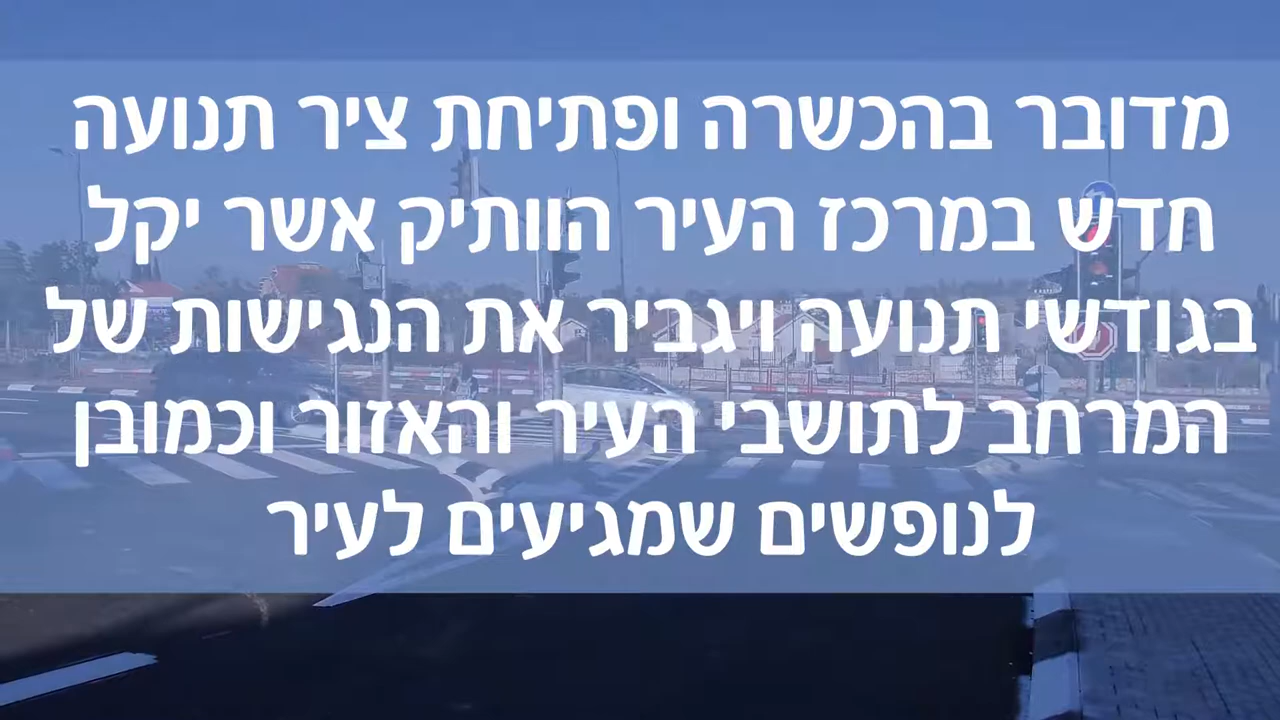 מדובר בהכשרה ופתיחת ציר תנועה
חדש במרכז העיר הוותיק אשר יקל
בגודשי תנועה ויגביר את הנגישות של
המרחב לתושבי העיר והאזור וכמובן
לנופשים שמגיעים לעיר